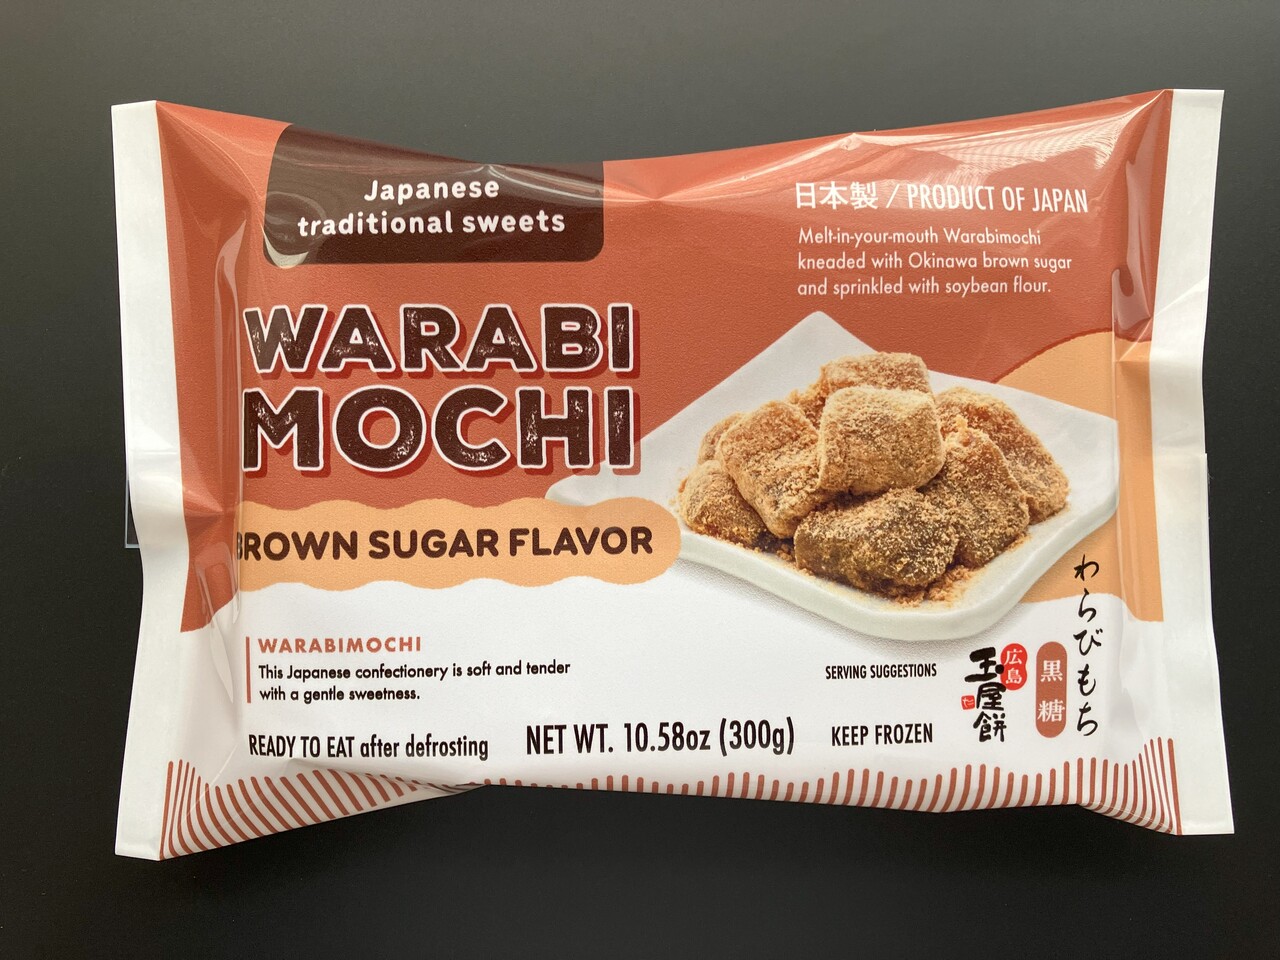 Japanese
traditional sweets
日本製 / PRODUCT OF JAPAN
Melt-in-your-mouth Warabimochi
kneaded with Okinawa brown sugar
and sprinkled with soybean flour.
WARABI
MOCHI
BROWN SUGAR FLAVOR
WARABIMOCHI
This Japanese confectionery is soft and tender
with a gentle sweetness.
READY TO EAT after defrosting
NET WT. 10.58oz (300g)
SERVING SUGGESTIONS
KEEP FROZEN
わらびもち
黒糖
広島
玉屋餅